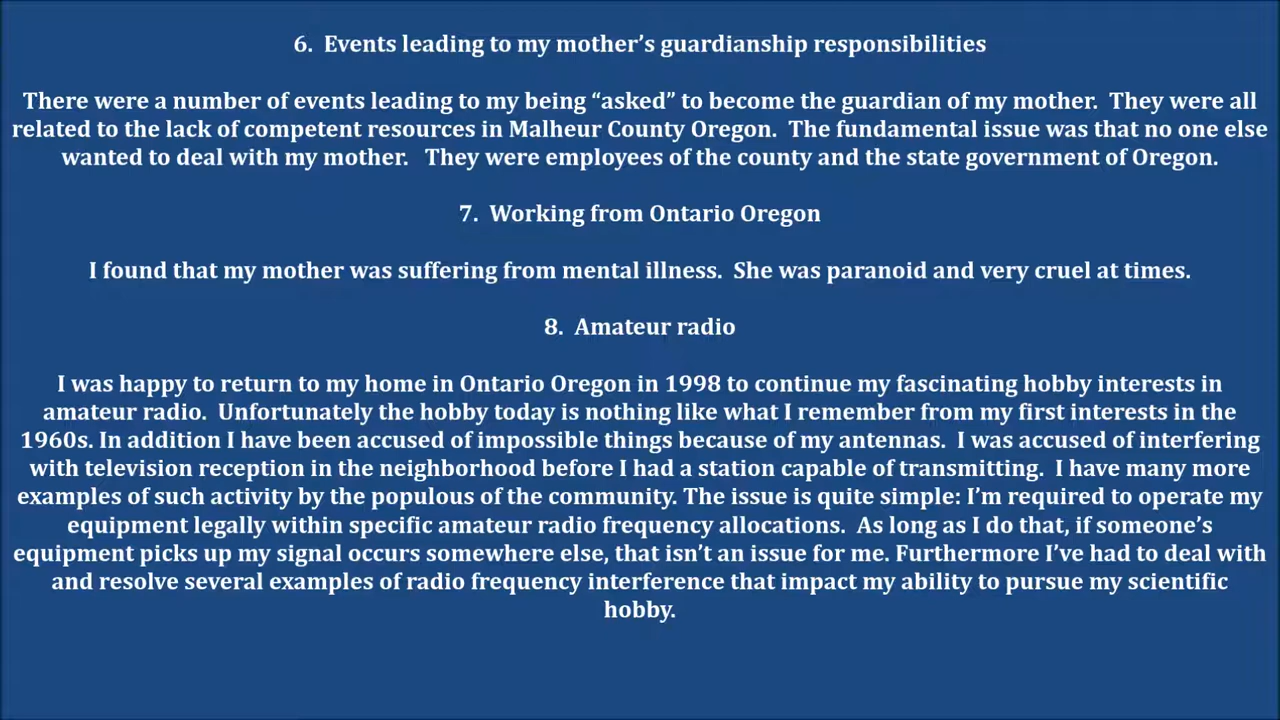 6. Events leading to my mother’s guardianship responsibilities
There were a number of events leading to my being “asked” to become the guardian of my mother. They were all
related to the lack of competent resources in Malheur County Oregon. The fundamental issue was that no one else
wanted to deal with my mother. They were employees of the county and the state government of Oregon.
7. Working from Ontario Oregon
I found that my mother was suffering from mental illness. She was paranoid and very cruel at times.
8. Amateur radio
I was happy to return to my home in Ontario Oregon in 1998 to continue my fascinating hobby interests in
amateur radio. Unfortunately the hobby today is nothing like what I remember from my first interests in the
1960s. In addition I have been accused of impossible things because of my antennas. I was accused of interfering
with television reception in the neighborhood before I had a station capable of transmitting. I have many more
examples of such activity by the populous of the community. The issue is quite simple: I’m required to operate my
equipment legally within specific amateur radio frequency allocations. As long as I do that, if someone’s
equipment picks up my signal occurs somewhere else, that isn’t an issue for me. Furthermore I’ve had to deal with
and resolve several examples of radio frequency interference that impact my ability to pursue my scientific
hobby.